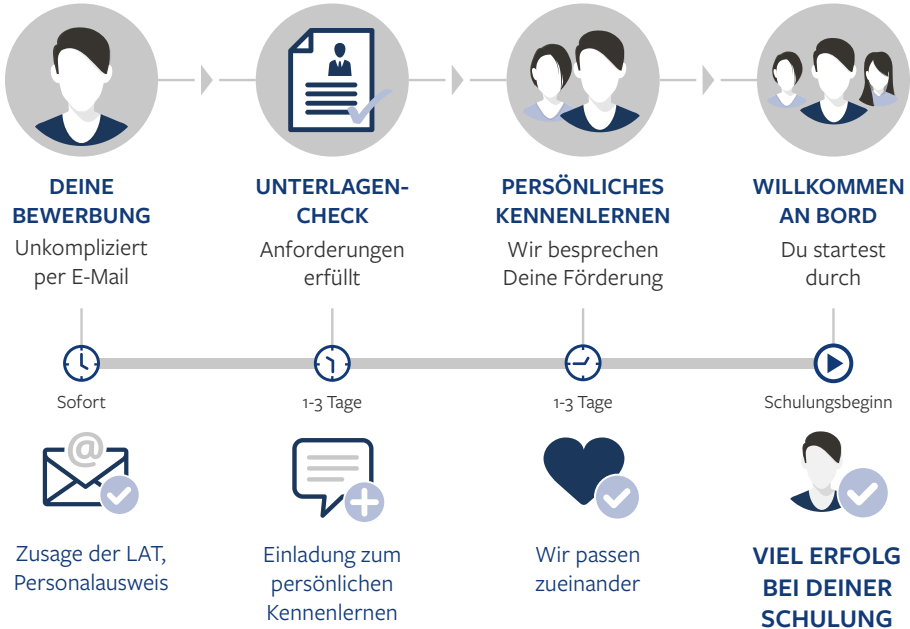 DEINE
BEWERBUNG
Unkompliziert
per E-Mail
UNTERLAGEN-
CHECK
Anforderungen
erfüllt
PERSÖNLICHES
KENNENLERNEN
Wir besprechen
Deine Förderung
WILLKOMMEN
AN BORD
Du startest
durch
Sofort
1-3 Tage
1-3 Tage
Schulungsbeginn
@
Zusage der LAT,
Personalausweis
Einladung zum
persönlichen
Kennenlernen
Wir passen
zueinander
VIEL ERFOLG
BEI DEINER
SCHULUNG